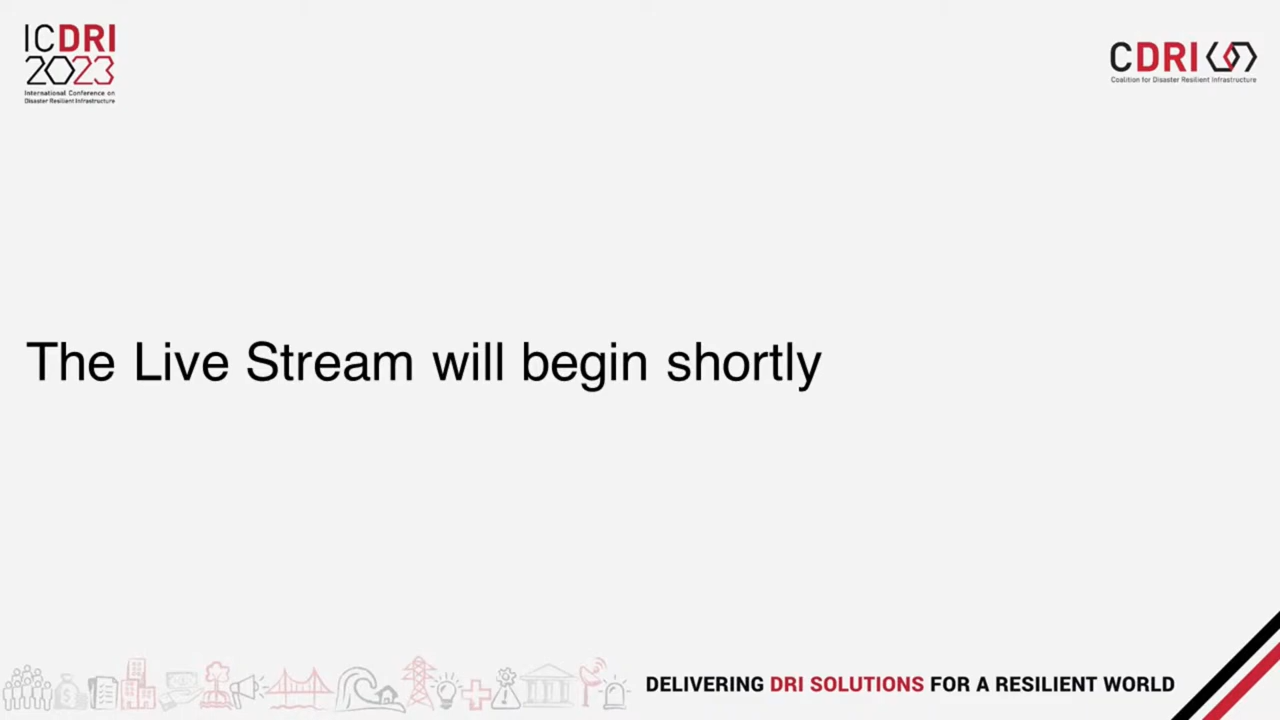 ICDRI
2023
International Conference on
Disaster Resilient Infrastructure
CDRI
Coalition for Disaster Resilient Infrastructure
The Live Stream will begin shortly
DELIVERING DRI SOLUTIONS FOR A RESILIENT WORLD